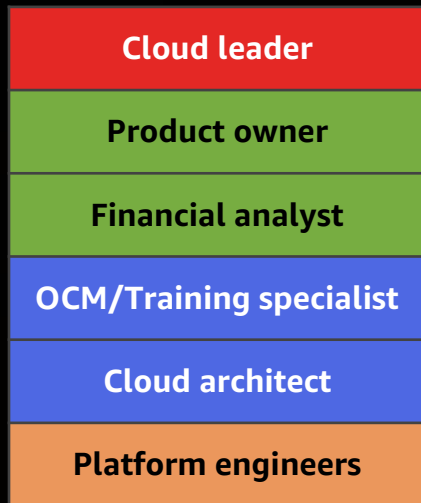 Cloud leader
Product owner
Financial analyst
OCM/Training specialist
Cloud architect
Platform engineers